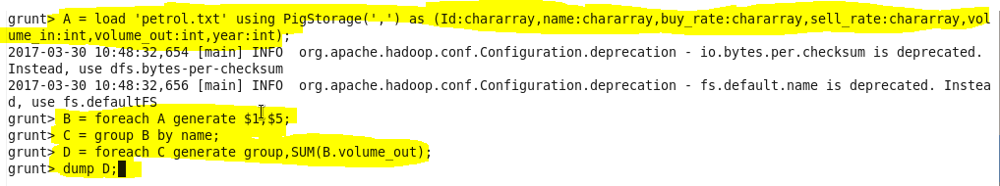 grunt> A = load 'petrol.txt' using PigStorage(',') as (Id:chararray,name:chararray,buy_rate:chararray,sell_rate:chararray,vol
ume_in:int,volume_out:int,year:int);
2017-03-30 10:48:32,654 [main] INFO  org.apache.hadoop.conf.Configuration.deprecation - io.bytes.per.checksum is deprecated.
Instead, use dfs.bytes-per-checksum
2017-03-30 10:48:32,656 [main] INFO  org.apache.hadoop.conf.Configuration.deprecation - fs.default.name is deprecated. Instea
d, use fs.defaultFS
grunt> B = foreach A generate $1,$5;
grunt> C = group B by name;
grunt> D = foreach C generate group,SUM(B.volume_out);
grunt> dump D;